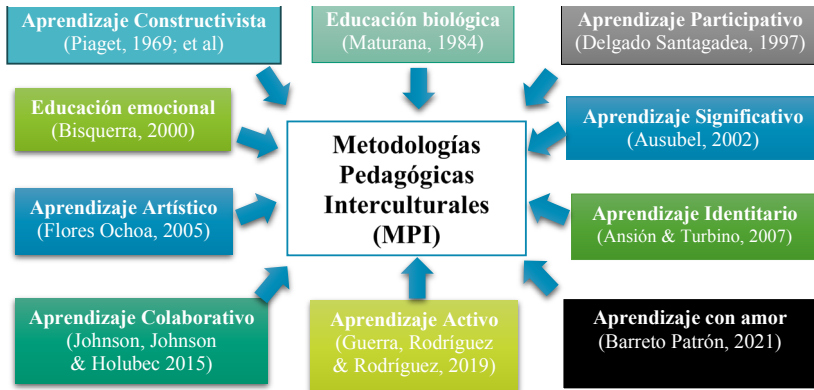 Aprendizaje Constructivista
(Piaget, 1969; et al)
Educación biológica
(Maturana, 1984)
Aprendizaje Participativo
(Delgado Santagadea, 1997)
Educación emocional
(Bisquerra, 2000)
Metodologías
Pedagógicas
Interculturales
(MPI)
Aprendizaje Significativo
(Ausubel, 2002)
Aprendizaje Artístico
(Flores Ochoa, 2005)
Aprendizaje Identitario
(Ansión & Turbino, 2007)
Aprendizaje Colaborativo
(Johnson, Johnson
& Holubec 2015)
Aprendizaje Activo
(Guerra, Rodríguez
& Rodríguez, 2019)
Aprendizaje con amor
(Barreto Patrón, 2021)